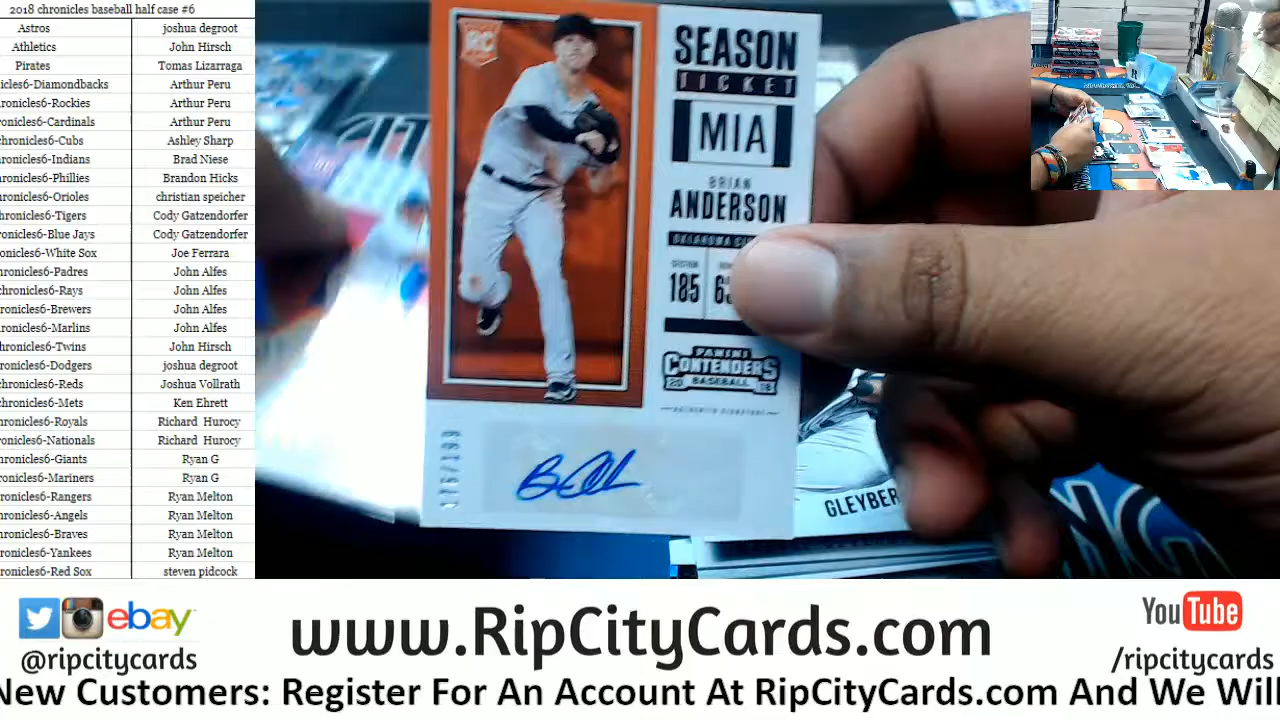 2018 chronicles baseball half case #6
Astros joshua degroot
Athletics John Hirsch
Pirates Tomas Lizarraga
icles6-Diamondbacks Arthur Peru
ronicles6-Rockies Arthur Peru
ronicles6-Cardinals Arthur Peru
chronicles6-Cubs Ashley Sharp
hronicles6-Indians Brad Niese
hronicles6-Phillies Brandon Hicks
ronicles6-Orioles christian speicher
hronicles6-Tigers Cody Gatzendorfer
onicles6-Blue Jays Cody Gatzendorfer
onicles6-White Sox Joe Ferrara
hronicles6-Padres John Alfes
chronicles6-Rays John Alfes
ronicles6-Brewers John Alfes
ronicles6-Marlins John Alfes
hronicles6-Twins John Hirsch
ronicles6-Dodgers joshua degroot
chronicles6-Reds Joshua Vollrath
chronicles6-Mets Ken Ehrett
ronicles6-Royals Richard Hurocy
onicles6-Nationals Richard Hurocy
hronicles6-Giants Ryan G
ronicles6-Mariners Ryan G
ronicles6-Rangers Ryan Melton
hronicles6-Angels Ryan Melton
hronicles6-Braves Ryan Melton
ronicles6-Yankees Ryan Melton
ronicles6-Red Sox steven pidcock
RC
SEASON
TICKET
MIA
BRIAN
ANDERSON
185
PANINI
CONTENDERS
20 BASEBALL 18
GLEYBER
ebay
@ripcitycards
www.RipCityCards.com
YouTube
/ripcitycards
New Customers: Register For An Account At RipCityCards.com And We Will